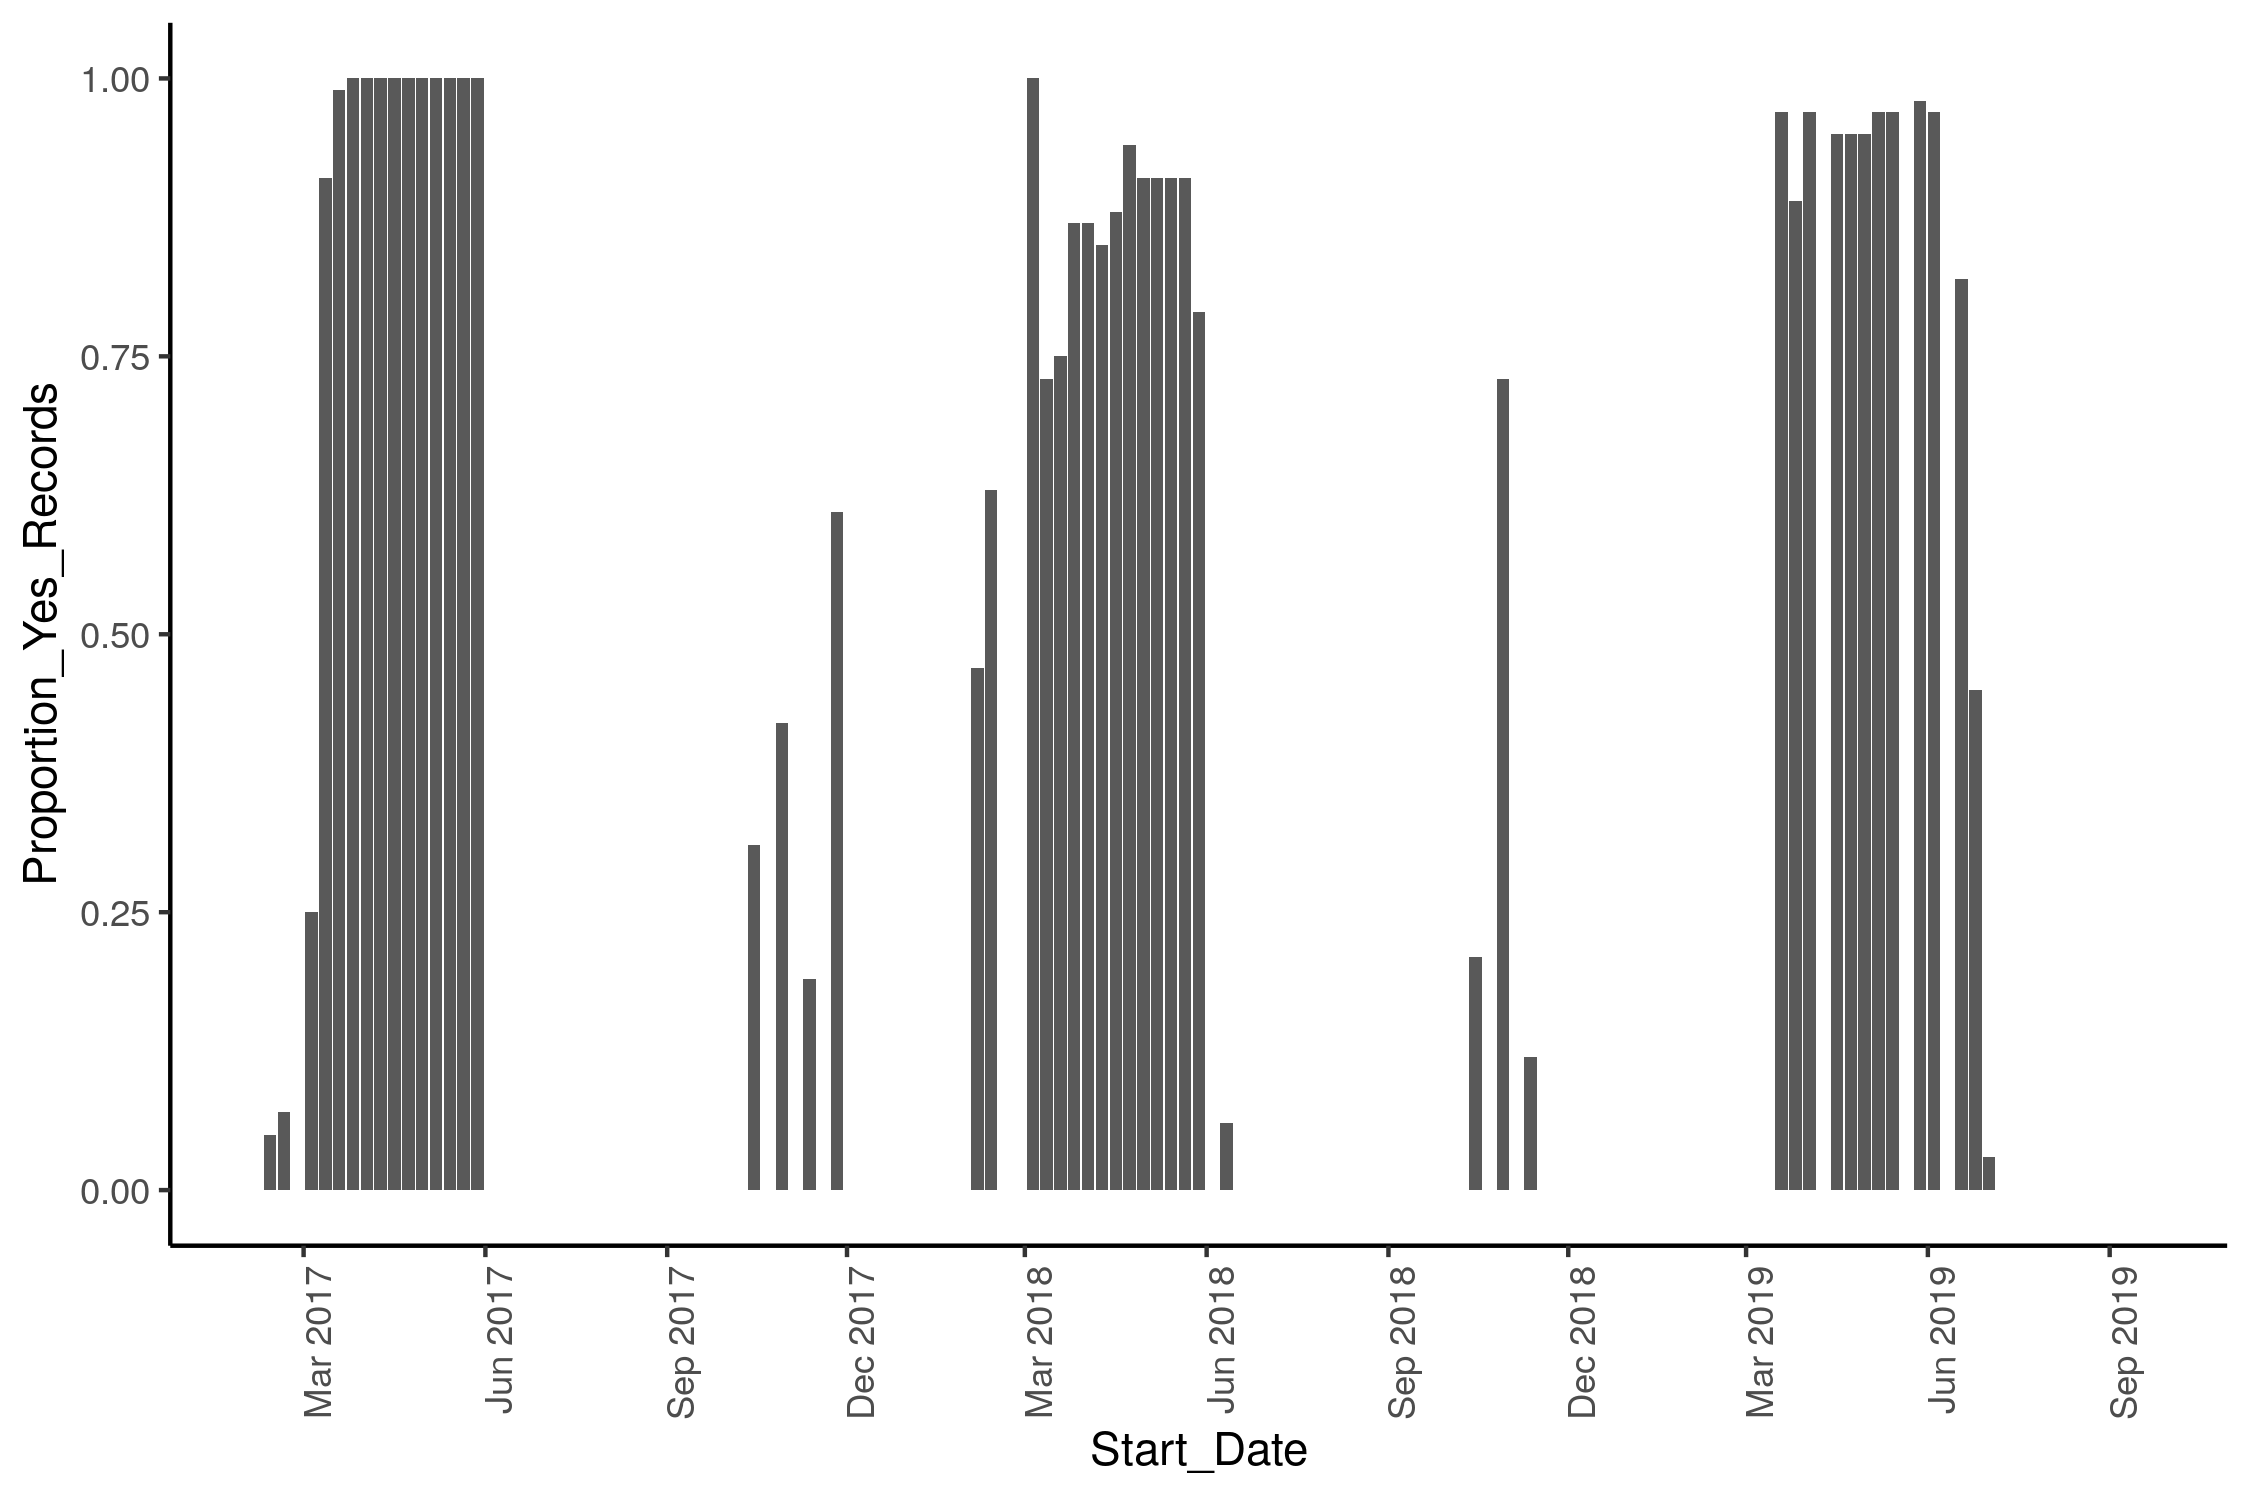 Proportion_Yes_Records
1.00
0.75
0.50
0.25
0.00
Mar 2017
Jun 2017
Sep 2017
Dec 2017
Mar 2018
Jun 2018
Sep 2018
Dec 2018
Mar 2019
Jun 2019
Sep 2019
Start_Date